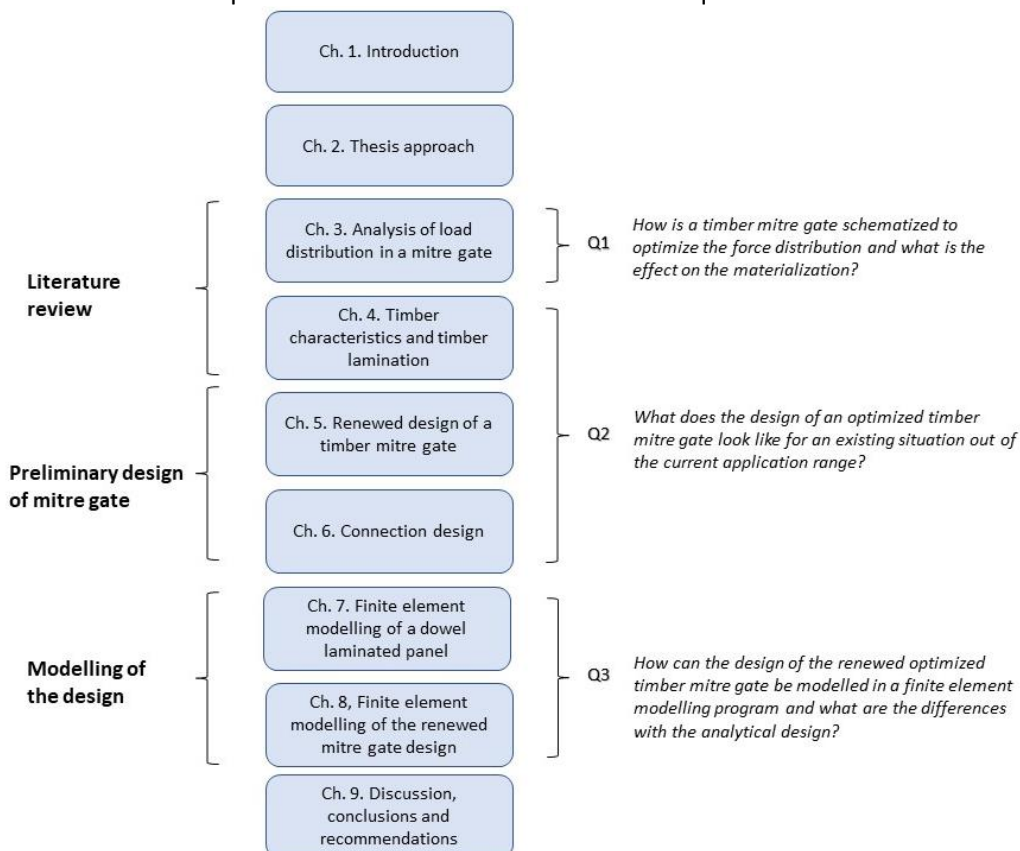 Ch. 1. Introduction
Ch. 2. Thesis approach
Literature
review
Ch. 3. Analysis of load
distribution in a mitre gate
Q1
How is a timber mitre gate schematized to
optimize the force distribution and what is the
effect on the materialization?
Ch. 4. Timber
characteristics and timber
lamination
Preliminary design
of mitre gate
Ch. 5. Renewed design of a
timber mitre gate
Q2
What does the design of an optimized timber
mitre gate look like for an existing situation out of
the current application range?
Ch. 6. Connection design
Modelling of
the design
Ch. 7. Finite element
modelling of a dowel
laminated panel
Q3
How can the design of the renewed optimized
timber mitre gate be modelled in a finite element
modelling program and what are the differences
with the analytical design?
Ch. 8, Finite element
modelling of the renewed
mitre gate design
Ch. 9. Discussion,
conclusions and
recommendations